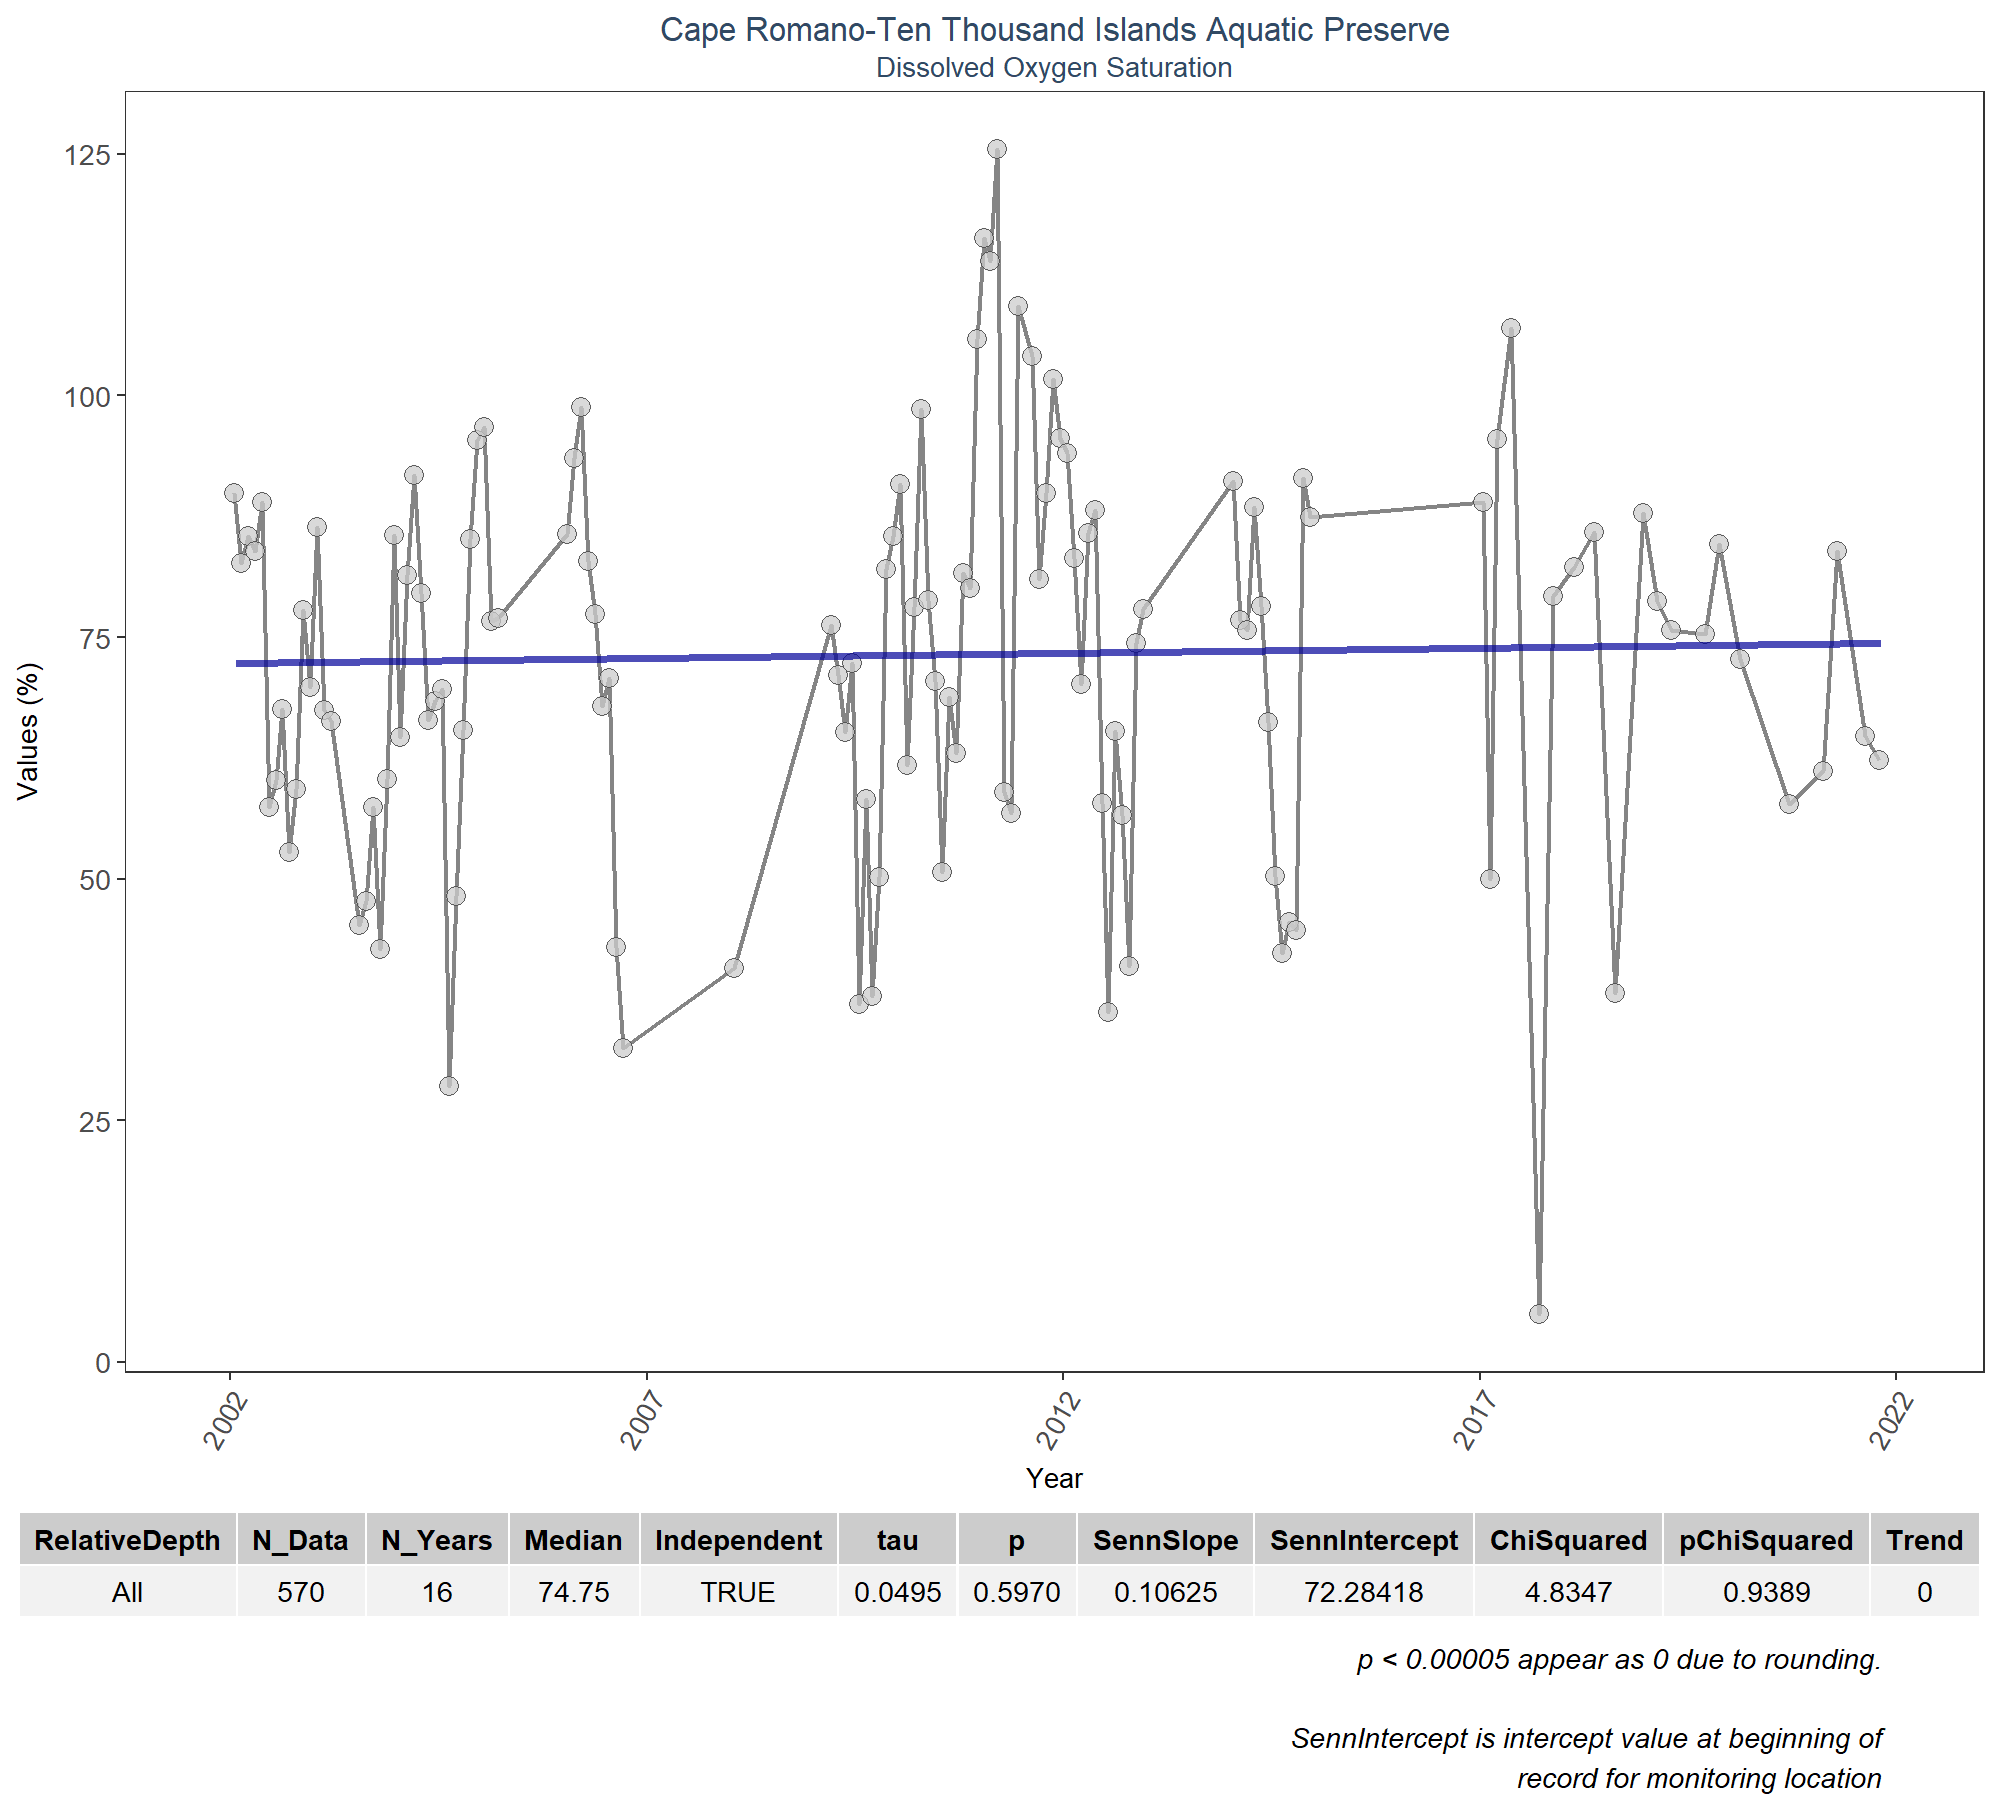 Cape Romano-Ten Thousand Islands Aquatic Preserve
Dissolved Oxygen Saturation
Values (%)
125
100
75
50
25
0
2002
2007
2012
2017
2022
Year
RelativeDepth N_Data N_Years Median Independent tau p SennSlope SennIntercept ChiSquared pChiSquared Trend
All 570 16 74.75 TRUE 0.0495 0.5970 0.10625 72.28418 4.8347 0.9389 0
p < 0.00005 appear as 0 due to rounding.
SennIntercept is intercept value at beginning of
record for monitoring location